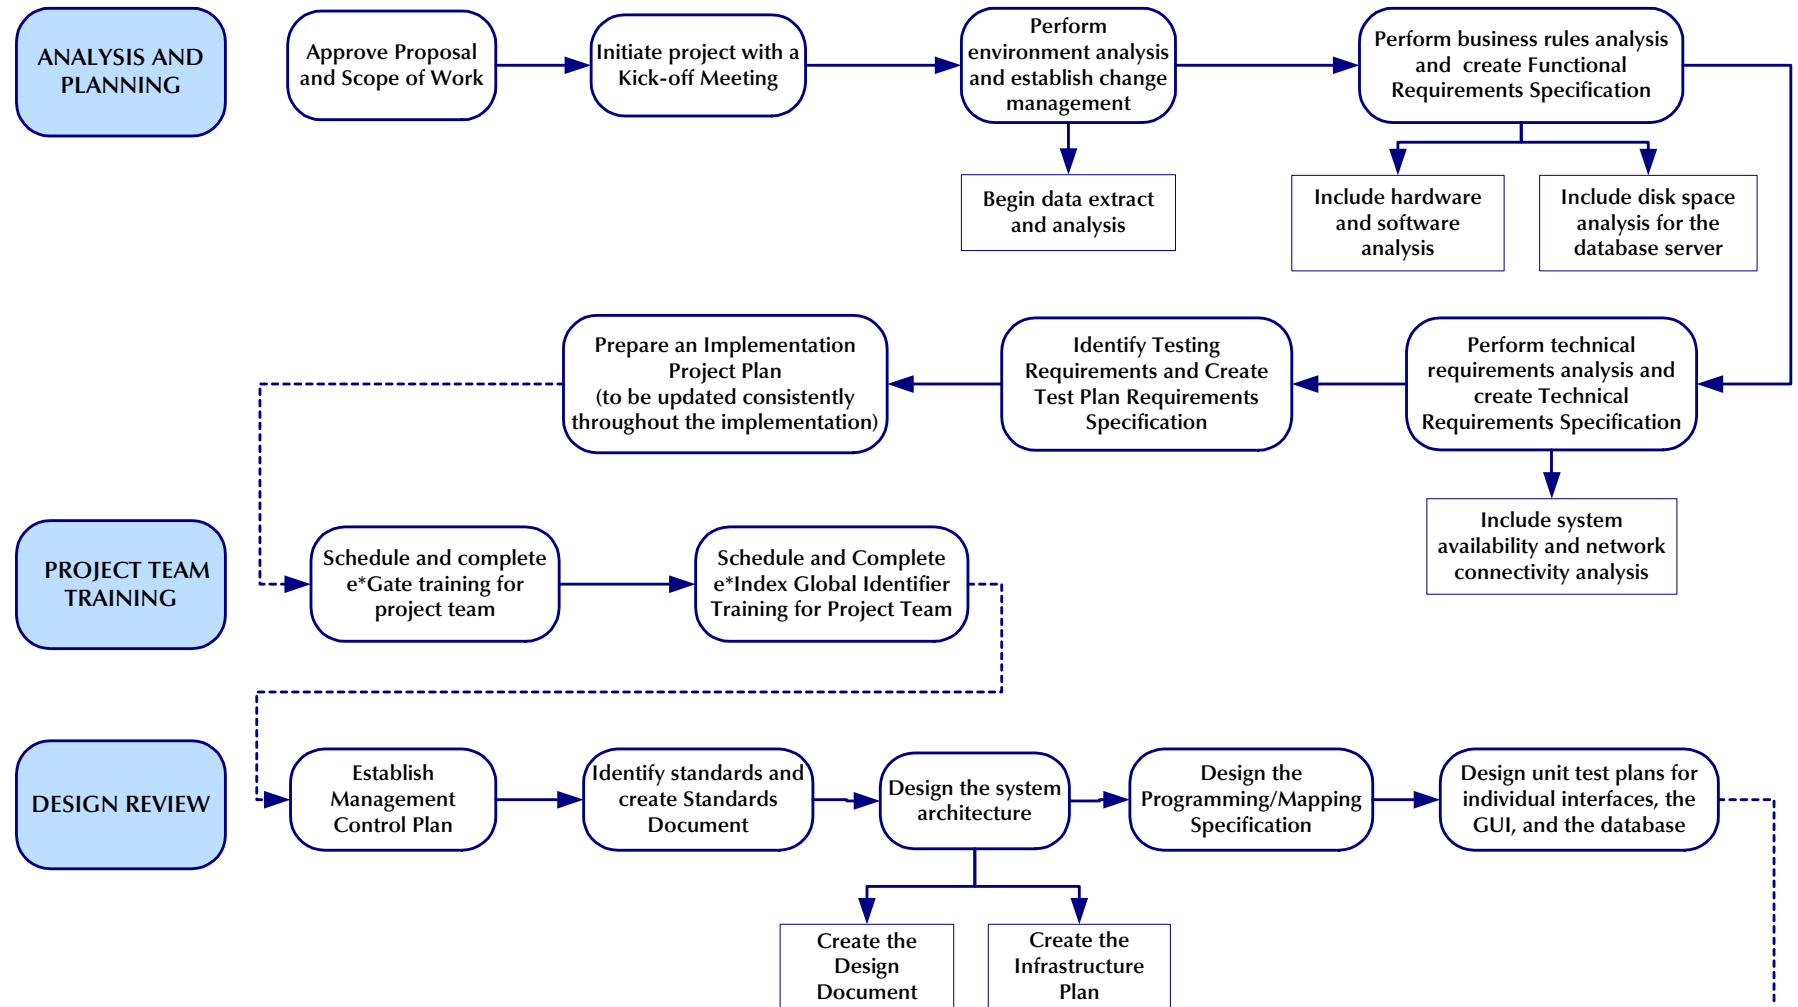 ANALYSIS AND
PLANNING
Approve Proposal
and Scope of Work
Initiate project with a
Kick-off Meeting
Perform
environment analysis
and establish change
management
Perform business rules analysis
and create Functional
Requirements Specification
Begin data extract
and analysis
Include hardware
and software
analysis
Include disk space
analysis for the
database server
Perform technical
requirements analysis and
create Technical
Requirements Specification
Identify Testing
Requirements and Create
Test Plan Requirements
Specification
Prepare an Implementation
Project Plan
(to be updated consistently
throughout the implementation)
Include system
availability and network
connectivity analysis
PROJECT TEAM
TRAINING
Schedule and complete
e*Gate training for
project team
Schedule and Complete
e*Index Global Identifier
Training for Project Team
DESIGN REVIEW
Establish
Management
Control Plan
Identify standards and
create Standards
Document
Design the system
architecture
Design the
Programming/Mapping
Specification
Design unit test plans for
individual interfaces, the
GUI, and the database
Create the
Design
Document
Create the
Infrastructure
Plan